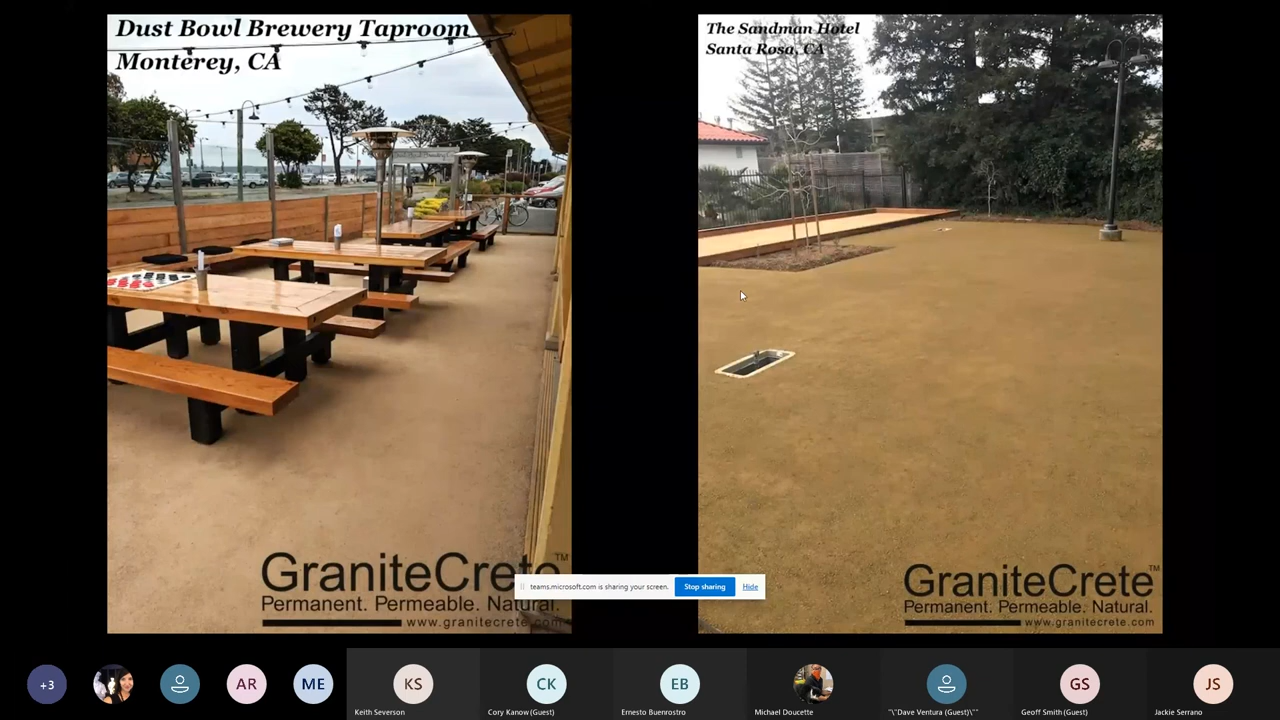 Dust Bowl Brewery Taproom
Monterey, CA
The Sandman Hotel
Santa Rosa, CA
GraniteCrete™
Permanent. Permeable. Natural.
www.granitecrete.com
GraniteCrete™
Permanent. Permeable. Natural.
www.granitecrete.com
teams.microsoft.com is sharing your screen.
Stop sharing
Hide
+3
AR
ME
KS
CK
EB
GS
JS
Keith Severson
Cory Kanow (Guest)
Ernesto Buenrostro
Michael Doucette
"\"Dave Ventura (Guest)\""
Geoff Smith (Guest)
Jackie Serrano